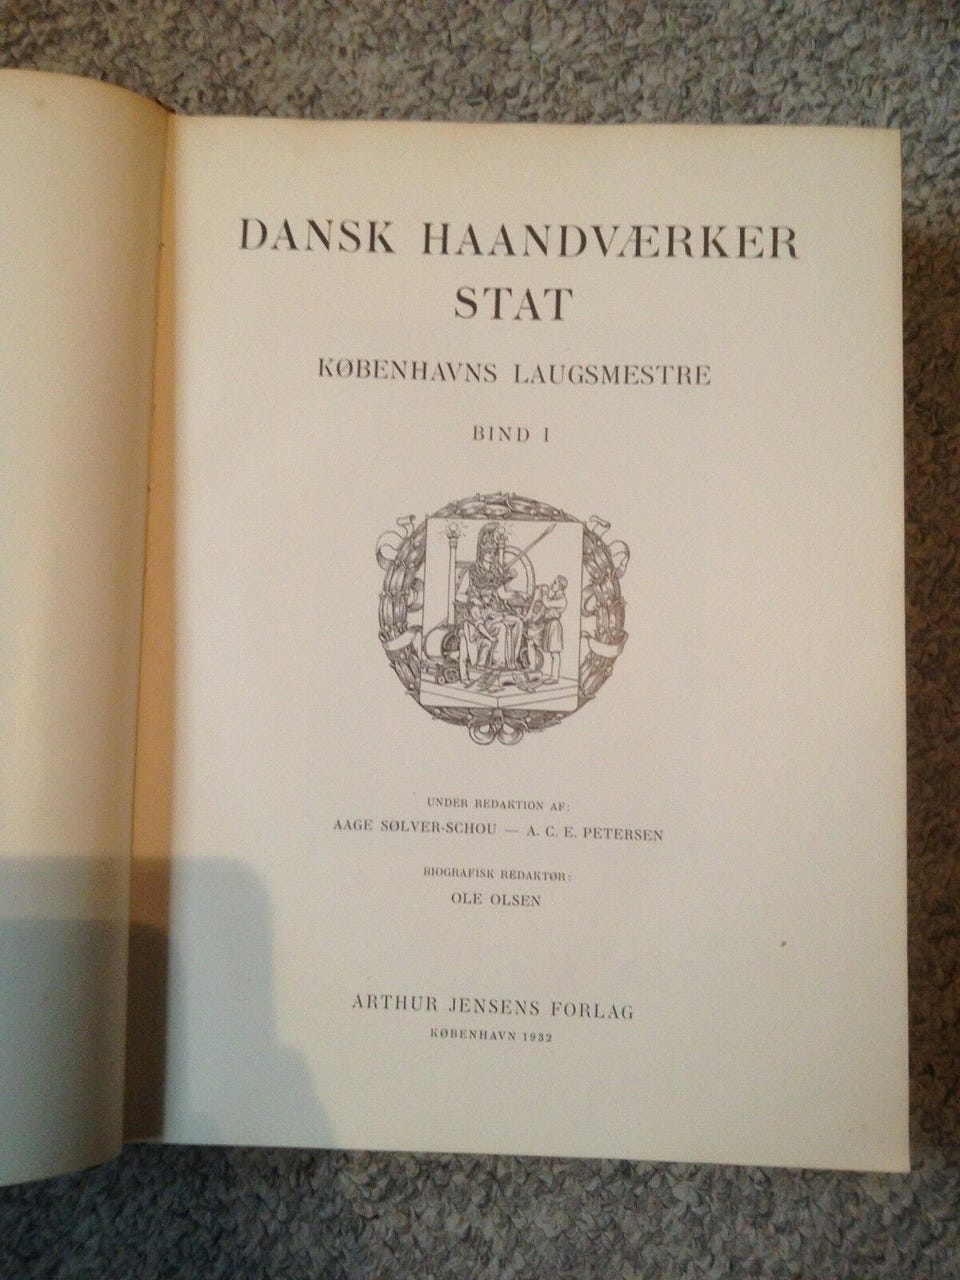 DANSK HAANDVÆRKER
STAT
KØBENHAVNS LAUGSMESTRE
BIND I
UNDER REDAKTION AF:
AAGE SØLVER-SCHOU — A. C. E. PETERSEN
BIOGRAFISK REDAKTØR:
OLE OLSEN
ARTHUR JENSENS FORLAG
KØBENHAVN 1932